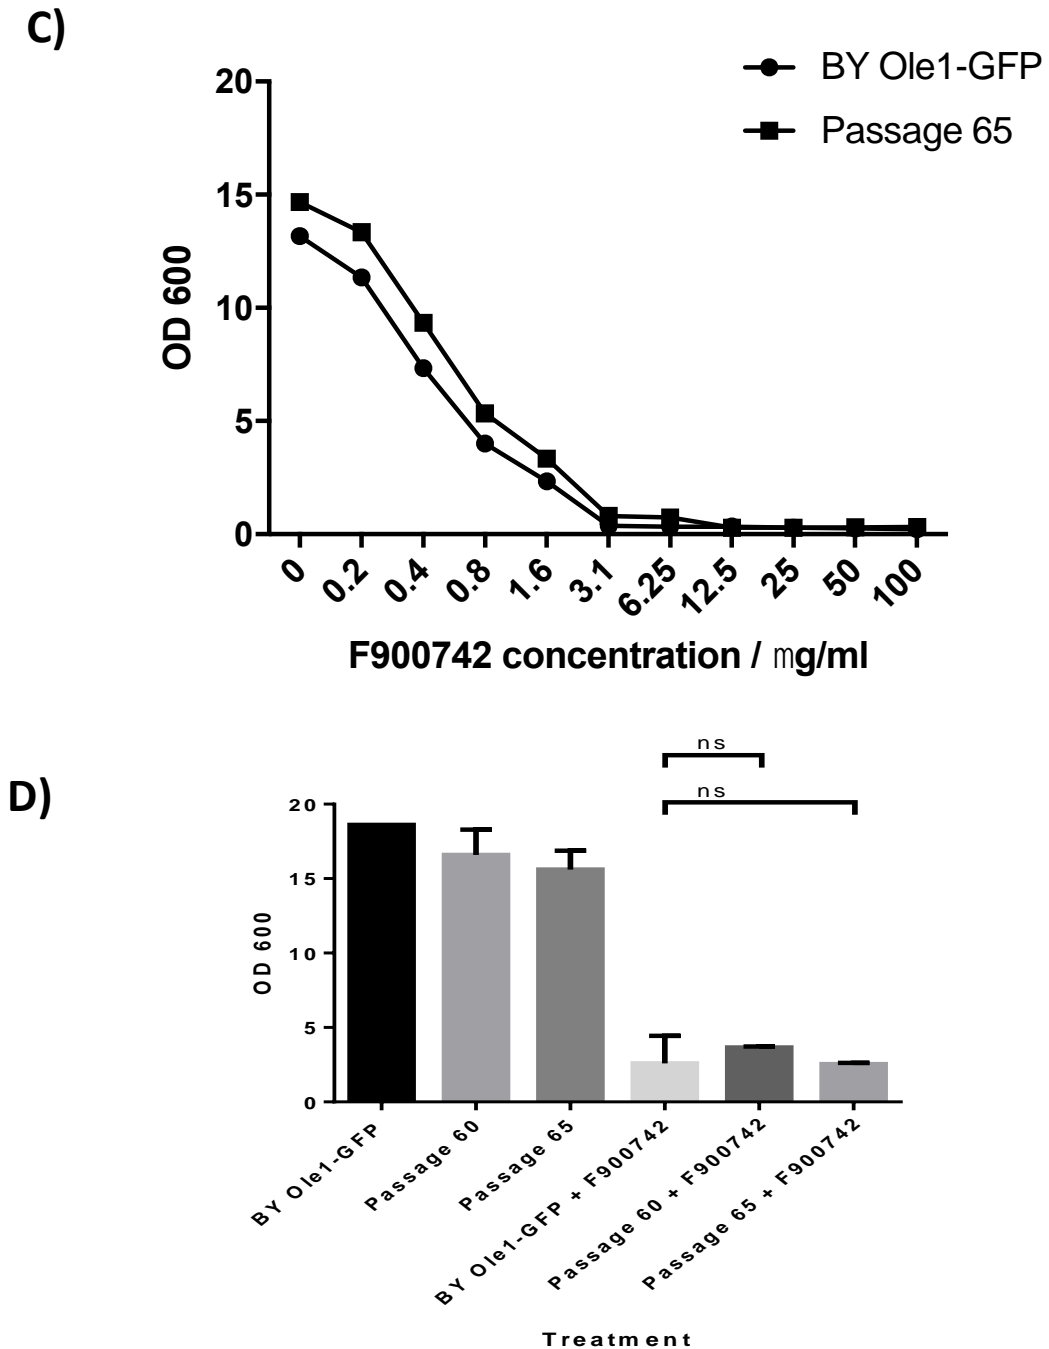 C)
BY Ole1-GFP
Passage 65
20
15
10
5
0
OD 600
0
0.2
0.4
0.8
1.6
3.1
6.25
12.5
25
50
100
F900742 concentration / mg/ml
D)
ns
ns
20
15
10
5
0
OD 600
BY Ole1-GFP
Passage 60
Passage 65
BY Ole1-GFP + F900742
Passage 60 + F900742
Passage 65 + F900742
Treatment